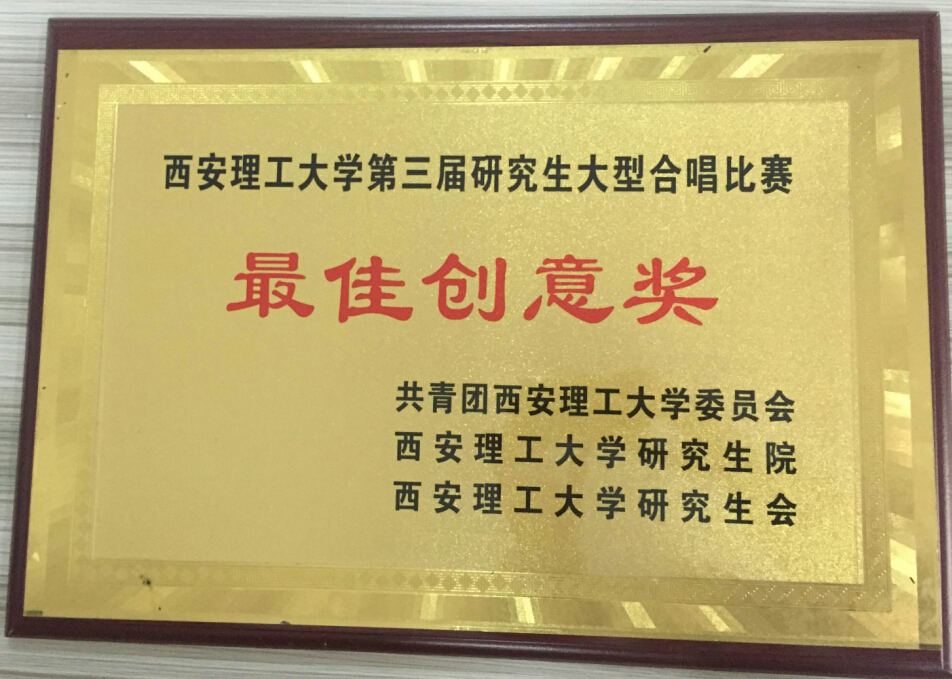 西安理工大学第三届研究生大型合唱比赛
最佳创意奖
共青团西安理工大学委员会
西安理工大学研究生院
西安理工大学研究生会